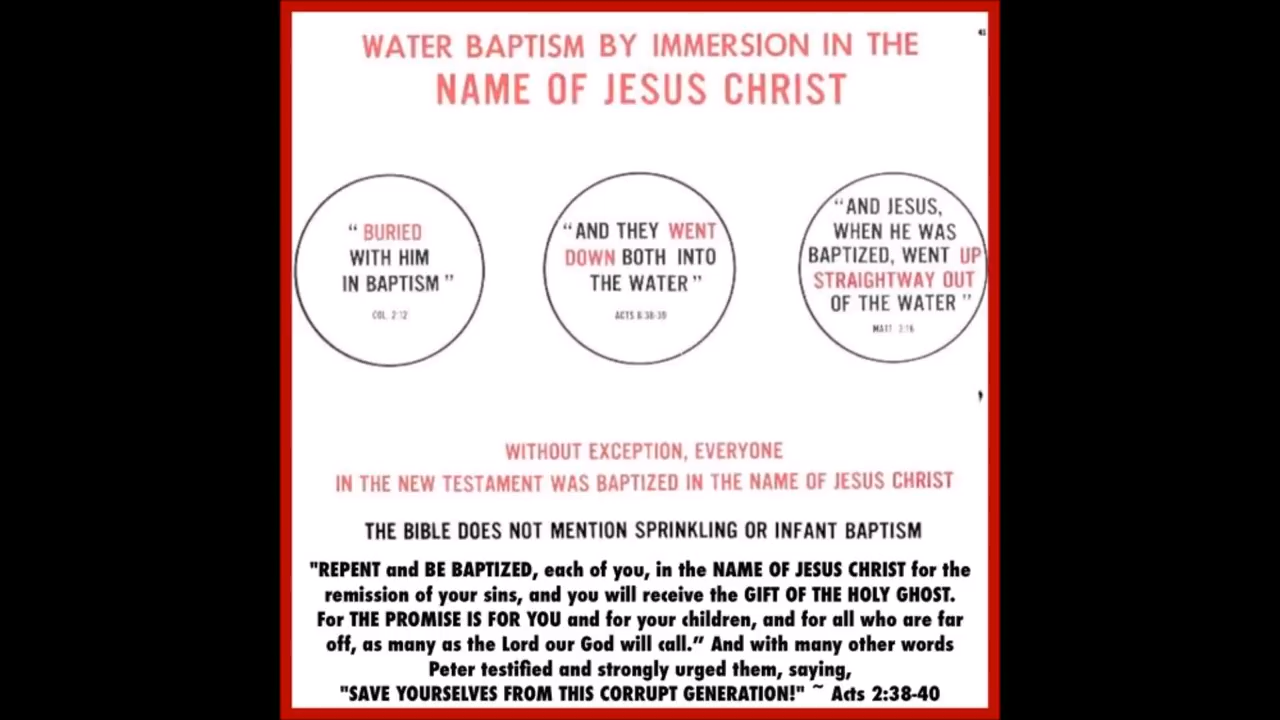 41
WATER BAPTISM BY IMMERSION IN THE
NAME OF JESUS CHRIST
“ BURIED
WITH HIM
IN BAPTISM ”
COL. 2:12
“AND THEY WENT
DOWN BOTH INTO
THE WATER”
ACTS 8:38-39
“AND JESUS,
WHEN HE WAS
BAPTIZED, WENT UP
STRAIGHTWAY OUT
OF THE WATER”
MATT 3:16
WITHOUT EXCEPTION, EVERYONE
IN THE NEW TESTAMENT WAS BAPTIZED IN THE NAME OF JESUS CHRIST
THE BIBLE DOES NOT MENTION SPRINKLING OR INFANT BAPTISM
"REPENT and BE BAPTIZED, each of you, in the NAME OF JESUS CHRIST for the
remission of your sins, and you will receive the GIFT OF THE HOLY GHOST.
For THE PROMISE IS FOR YOU and for your children, and for all who are far
off, as many as the Lord our God will call.” And with many other words
Peter testified and strongly urged them, saying,
"SAVE YOURSELVES FROM THIS CORRUPT GENERATION!" ~ Acts 2:38-40